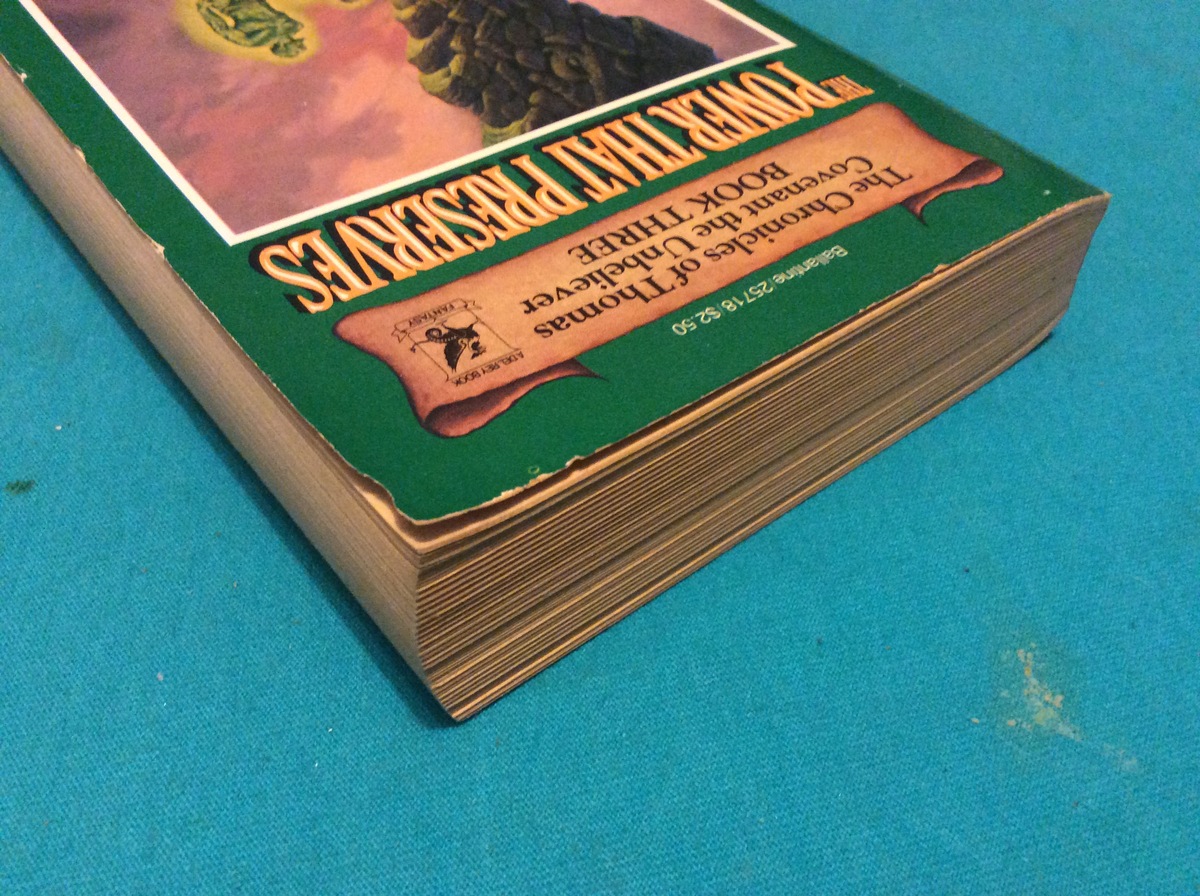 Ballantine/25718/$2.50
The Chronicles of Thomas
Covenant the Unbeliever
BOOK THREE
A DEL REY BOOK
FANTASY
THE
POWER THAT PRESERVES